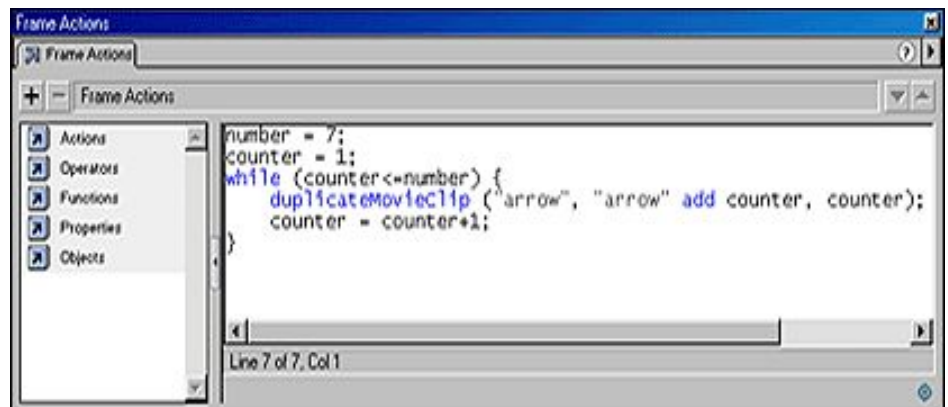 Frame Actions
Frame Actions
Frame Actions
Actions
Operators
Functions
Properties
Objects
number = 7;
counter = 1;
while (counter<=number) {
duplicateMovieClip ("arrow", "arrow" add counter, counter);
counter = counter+1;
}
Line 7 of 7, Col 1